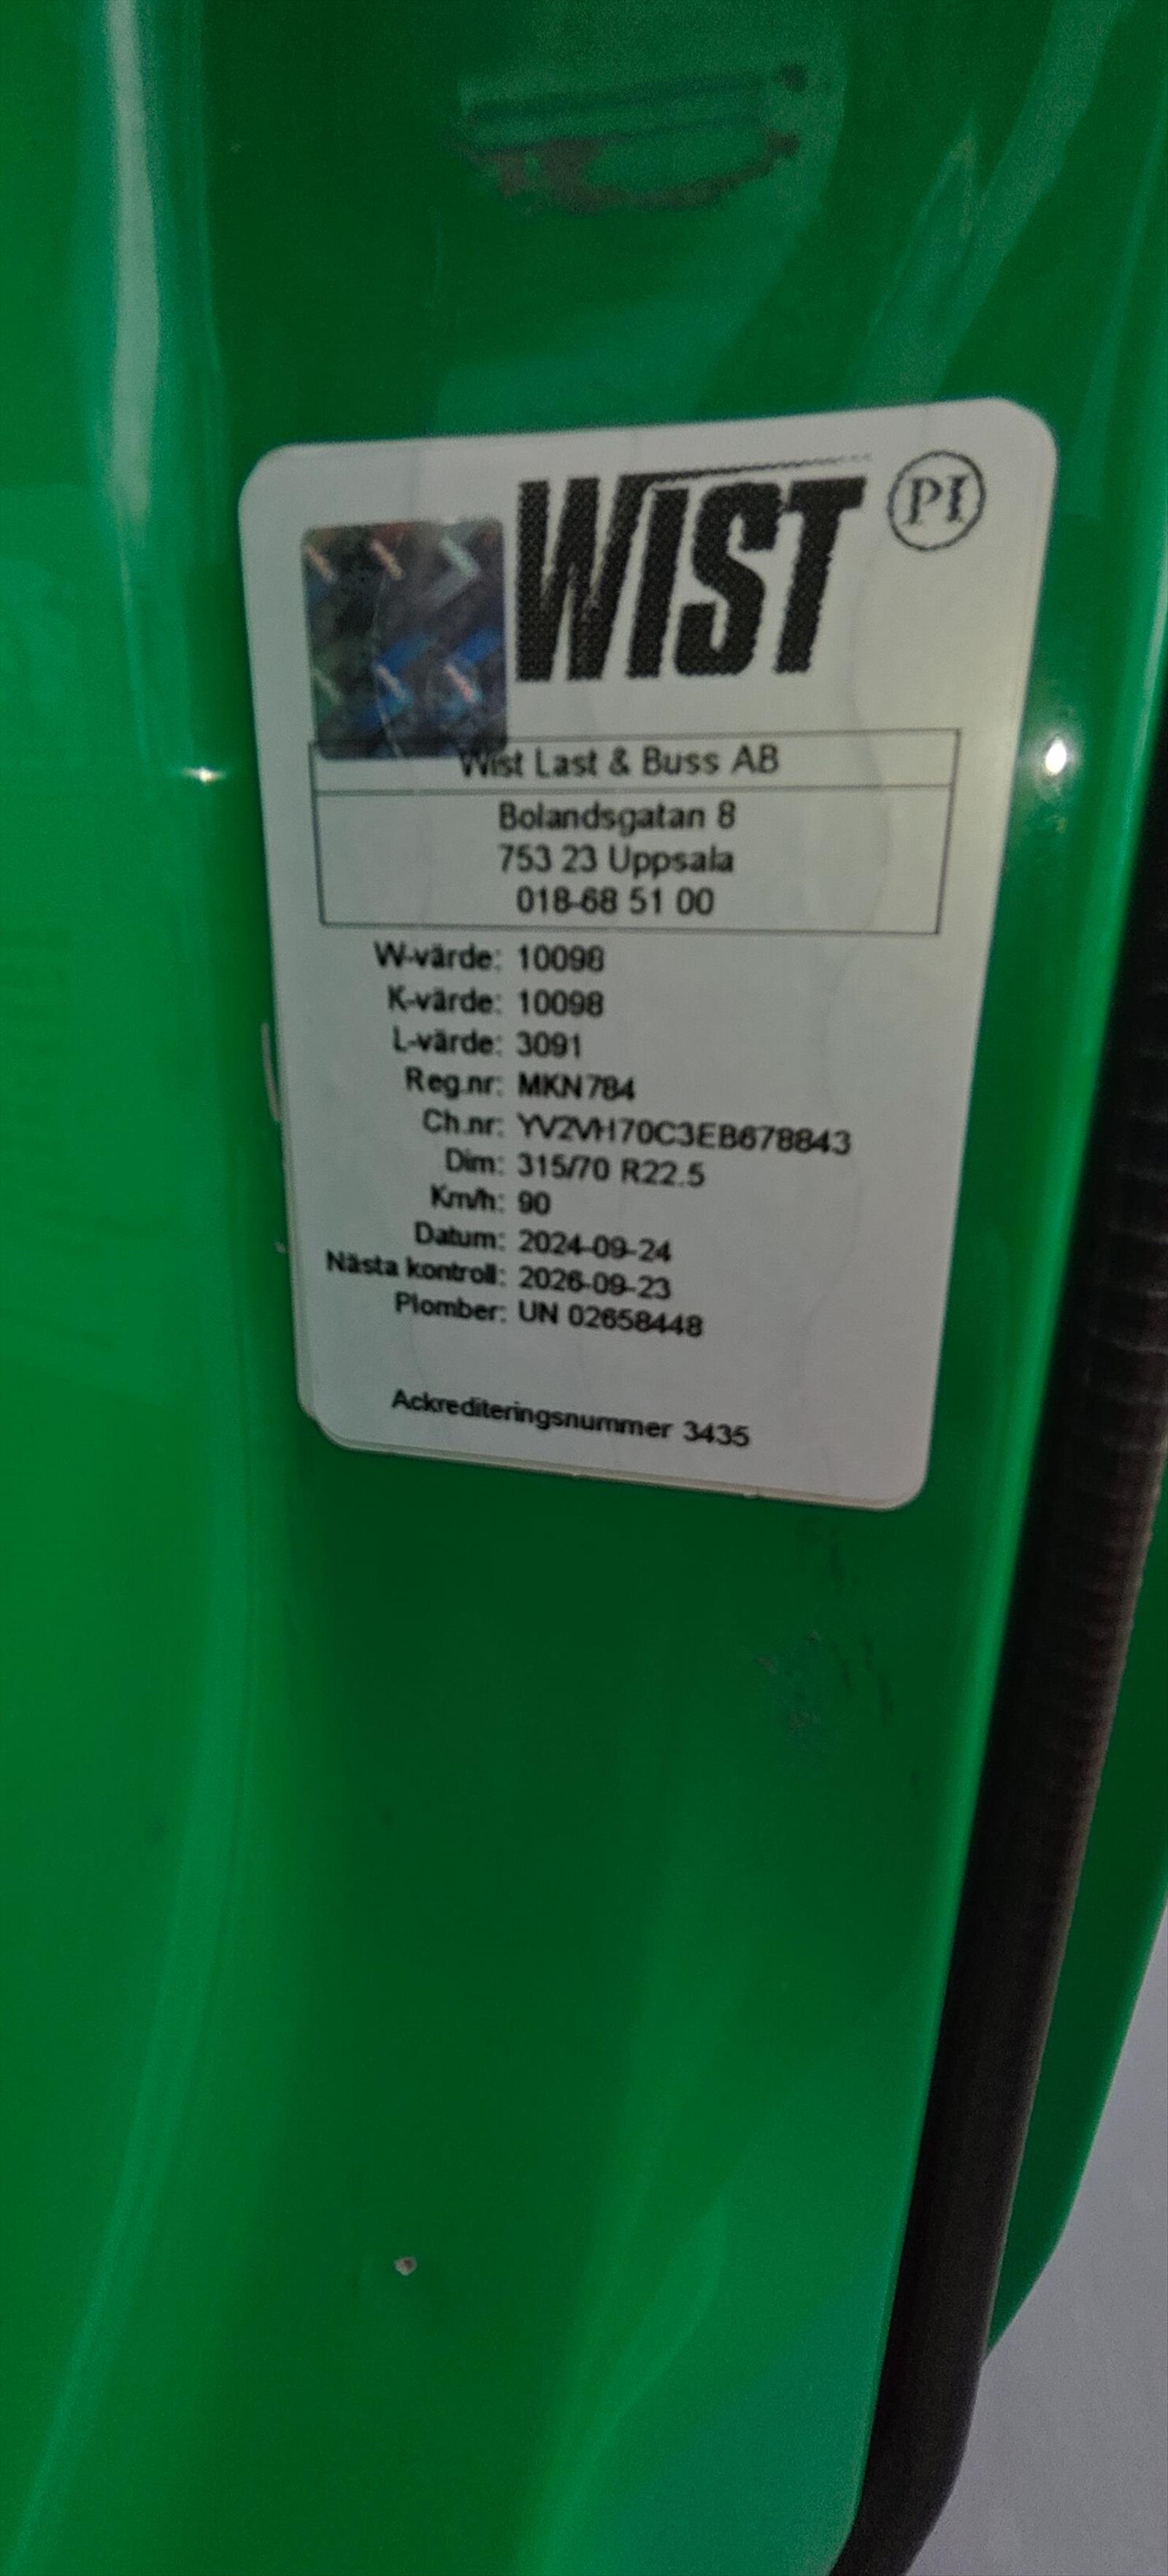 WIST PI
Wist Last & Buss AB
Bolandsgatan 8
753 23 Uppsala
018-68 51 00
W-värde: 10098
K-värde: 10098
L-värde: 3091
Reg.nr: MKN784
Ch.nr: YV2VH70C3EB678843
Dim: 315/70 R22.5
Km/h: 90
Datum: 2024-09-24
Nästa kontroll: 2026-09-23
Plomber: UN 02658448
Ackrediteringsnummer 3435